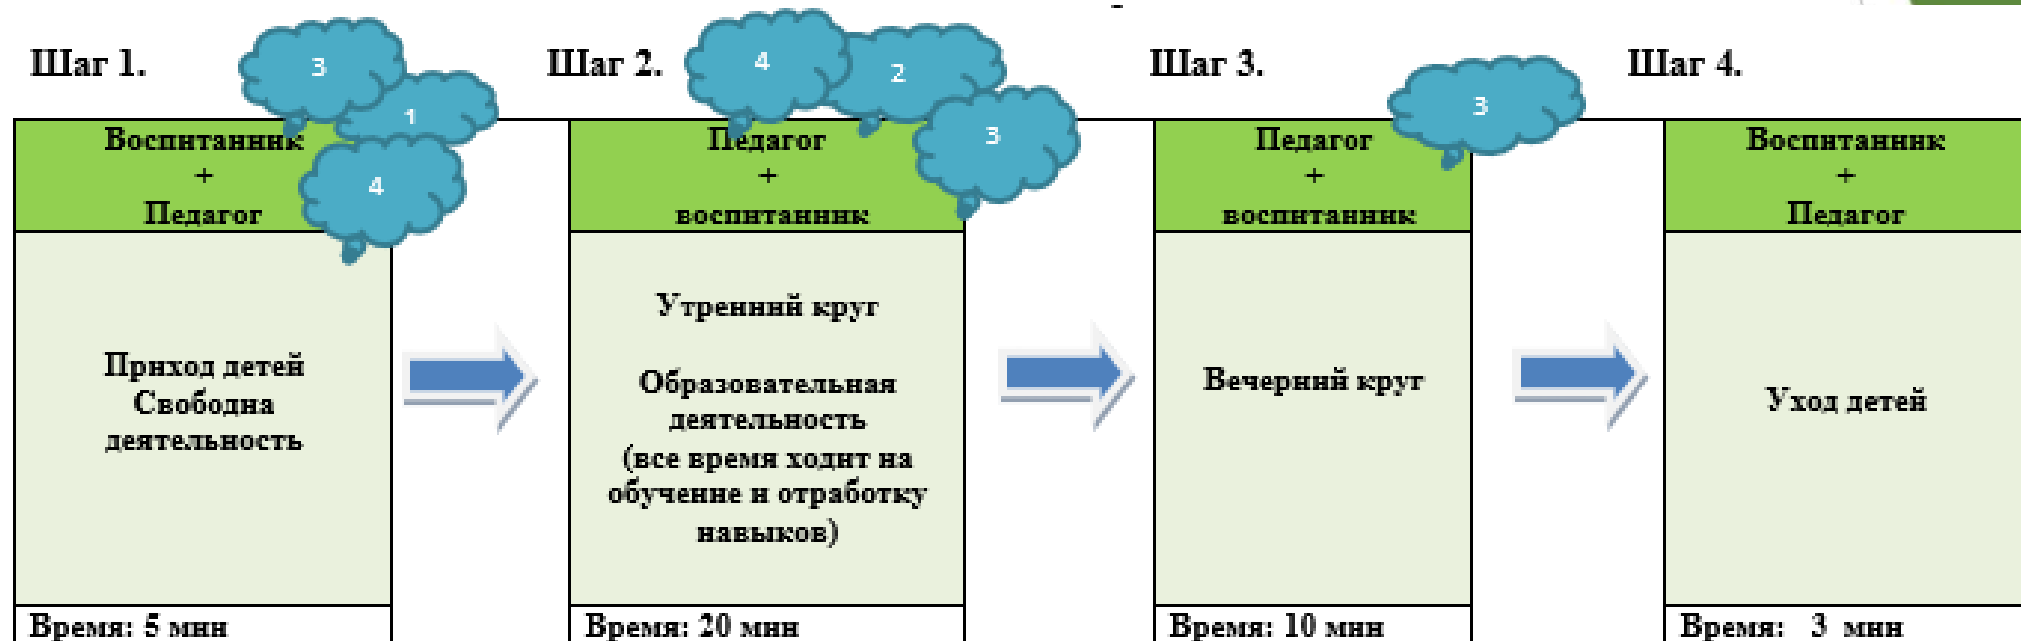 Шаг 1.
3
1
4
Воспитанник
+
Педагог
Приход детей
Свободна
деятельность
Время: 5 мин
Шаг 2.
4
2
3
Педагог
+
воспитанник
Утренний круг
Образовательная
деятельность
(все время ходит на
обучение и отработку
навыков)
Время: 20 мин
Шаг 3.
3
Педагог
+
воспитанник
Вечерний круг
Время: 10 мин
Шаг 4.
Воспитанник
+
Педагог
Уход детей
Время: 3 мин